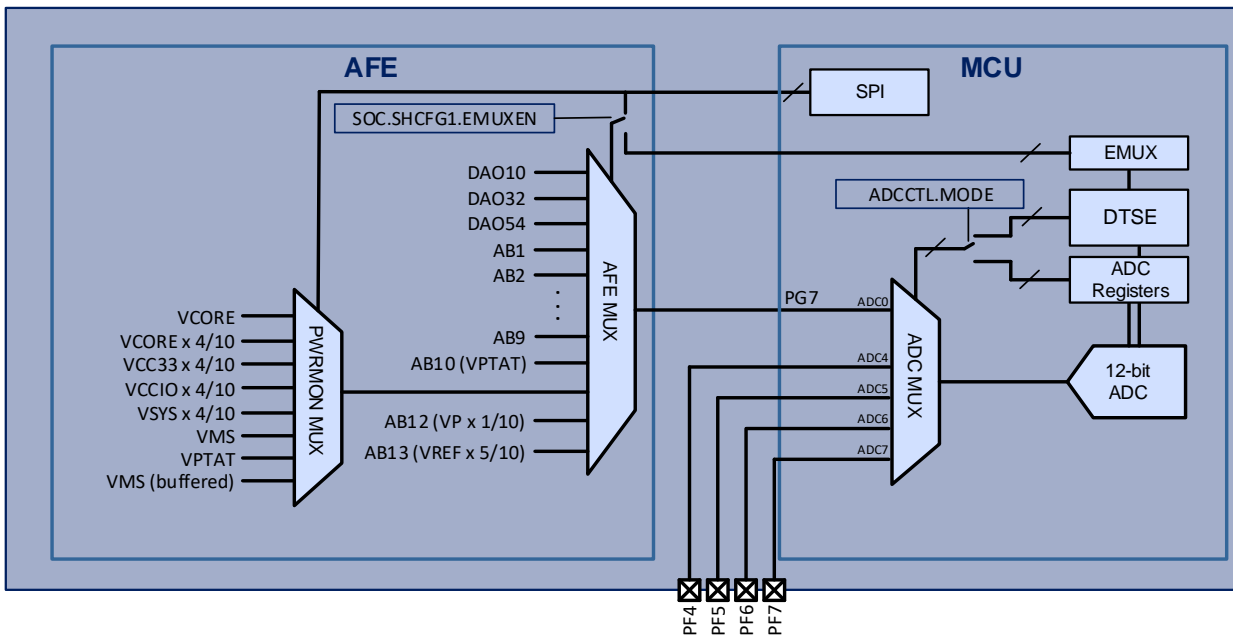 AFE
MCU
SPI
SOC.SHCFG1.EMUXEN
EMUX
DAO10
DAO32
DAO54
AB1
AB2
AB9
AB10 (VPTAT)
AB12 (VP x 1/10)
AB13 (VREF x 5/10)
AFE MUX
ADCCTL.MODE
DTSE
ADC
Registers
12-bit
ADC
PG7
ADC0
ADC4
ADC5
ADC6
ADC7
ADC MUX
VCORE
VCORE x 4/10
VCC33 x 4/10
VCCIO x 4/10
VSYS x 4/10
VMS
VPTAT
VMS (buffered)
PWRMON MUX
PF4
PF5
PF6
PF7